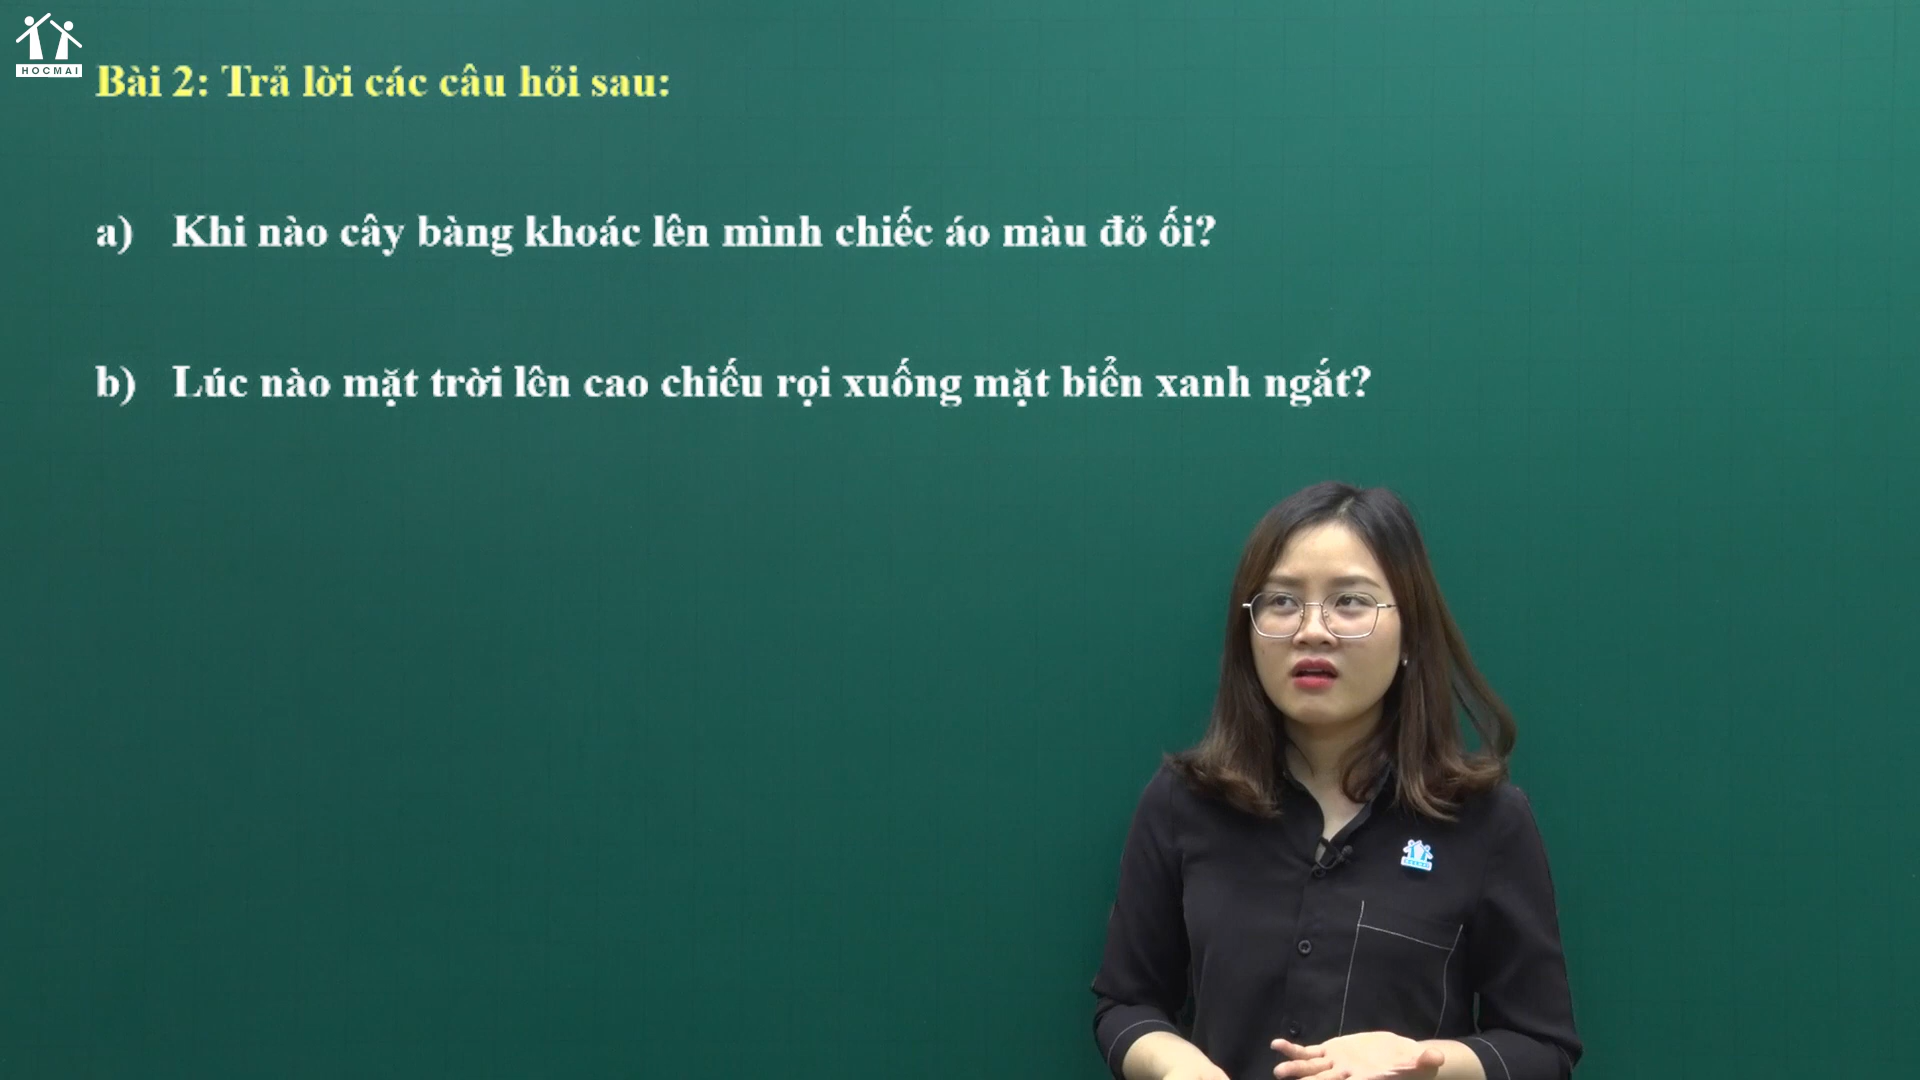 HOCMAI
Bài 2: Trả lời các câu hỏi sau:
a) Khi nào cây bàng khoác lên mình chiếc áo màu đỏ ối?
b) Lúc nào mặt trời lên cao chiếu rọi xuống mặt biển xanh ngắt?